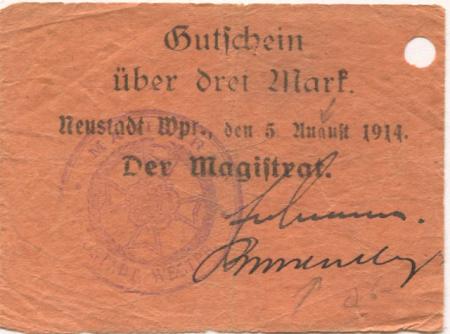 Gutschein
über drei Mark.
Neustadt Wpr., den 5. August 1914.
Der Magistrat.